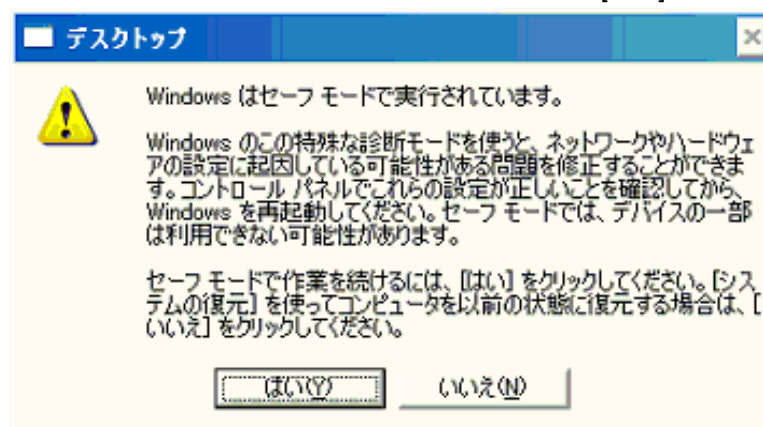 デスクトップ
Windows はセーフ モードで実行されています。
Windows のこの特殊な診断モードを使うと、ネットワークやハードウェ
アの設定に起因している可能性がある問題を修正することができま
す。コントロール パネルでこれらの設定が正しいことを確認してから、
Windows を再起動してください。セーフ モードでは、デバイスの一部
は利用できない可能性があります。
セーフ モードで作業を続けるには、[はい] をクリックしてください。[シス
テムの復元] を使ってコンピュータを以前の状態に復元する場合は、[
いいえ] をクリックしてください。
はい(Y) いいえ(N)